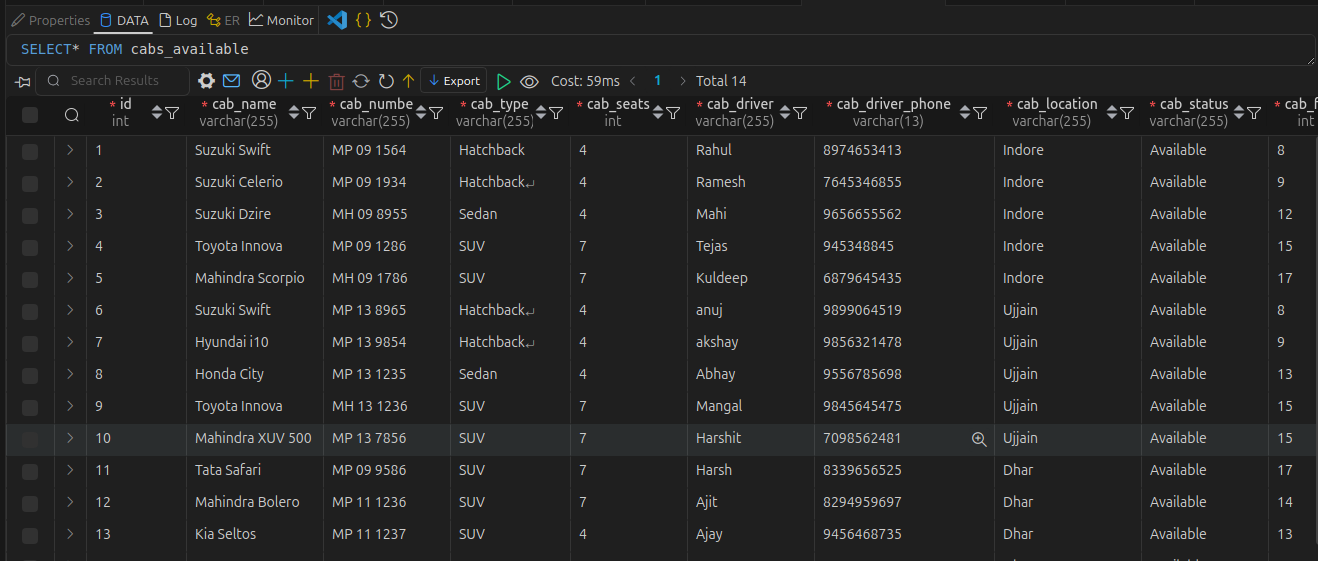 Properties DATA Log ER Monitor { }
SELECT* FROM cabs_available
Search Results Export Cost: 59ms 1 Total 14
* id * cab_name * cab_numbe * cab_type * cab_seats * cab_driver * cab_driver_phone * cab_location * cab_status * cab_f
int varchar(255) varchar(255) varchar(255) int varchar(255) varchar(13) varchar(255) varchar(255) int
1 Suzuki Swift MP 09 1564 Hatchback 4 Rahul 8974653413 Indore Available 8
2 Suzuki Celerio MP 09 1934 Hatchback↵ 4 Ramesh 7645346855 Indore Available 9
3 Suzuki Dzire MH 09 8955 Sedan 4 Mahi 9656655562 Indore Available 12
4 Toyota Innova MP 09 1286 SUV 7 Tejas 945348845 Indore Available 15
5 Mahindra Scorpio MH 09 1786 SUV 7 Kuldeep 6879645435 Indore Available 17
6 Suzuki Swift MP 13 8965 Hatchback↵ 4 anuj 9899064519 Ujjain Available 8
7 Hyundai i10 MP 13 9854 Hatchback↵ 4 akshay 9856321478 Ujjain Available 9
8 Honda City MP 13 1235 Sedan 4 Abhay 9556785698 Ujjain Available 13
9 Toyota Innova MH 13 1236 SUV 7 Mangal 9845645475 Ujjain Available 15
10 Mahindra XUV 500 MP 13 7856 SUV 7 Harshit 7098562481 Ujjain Available 15
11 Tata Safari MP 09 9586 SUV 7 Harsh 8339656525 Dhar Available 17
12 Mahindra Bolero MP 11 1236 SUV 7 Ajit 8294959697 Dhar Available 14
13 Kia Seltos MP 11 1237 SUV 4 Ajay 9456468735 Dhar Available 13